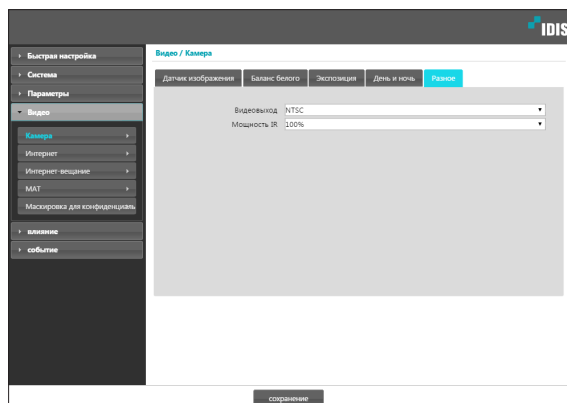 IDIS
Быстрая настройка
Система
Параметры
Видео
Камера
Интернет
Интернет-вещание
MAT
Маскировка для конфиденциаль
влияние
событие
Видео / Камера
Датчик изображения Баланс белого Экспозиция День и ночь Разное
Видеовыход NTSC
Мощность IR 100%
сохранение